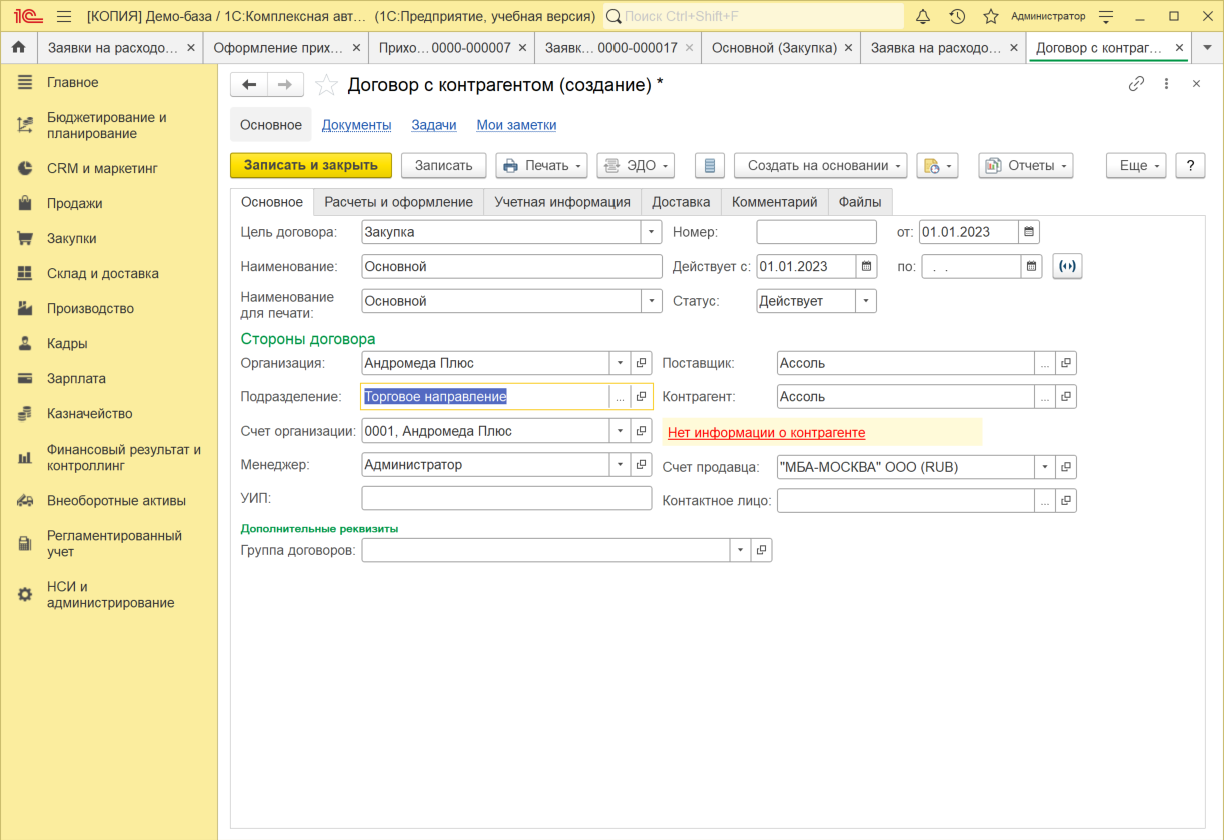 1С [КОПИЯ] Демо-база / 1С:Комплексная авт... (1С:Предприятие, учебная версия) Поиск Ctrl+Shift+F Администратор
Заявки на расходо... × Оформление прих... × Прихо... 0000-000007 × Заявк... 0000-000017 × Основной (Закупка) × Заявка на расходо... × Договор с контраг... ×
Главное
Бюджетирование и
планирование
CRM и маркетинг
Продажи
Закупки
Склад и доставка
Производство
Кадры
Зарплата
Казначейство
Финансовый результат и
контроллинг
Внеоборотные активы
Регламентированный
учет
НСИ и
администрирование
Договор с контрагентом (создание) *
Основное Документы Задачи Мои заметки
Записать и закрыть Записать Печать ЭДО Создать на основании Отчеты Еще ?
Основное Расчеты и оформление Учетная информация Доставка Комментарий Файлы
Цель договора: Закупка Номер: от: 01.01.2023
Наименование: Основной Действует с: 01.01.2023 по: . .
Наименование
для печати: Основной Статус: Действует
Стороны договора
Организация: Андромеда Плюс Поставщик: Ассоль ...
Подразделение: Торговое направление ... Контрагент: Ассоль ...
Счет организации: 0001, Андромеда Плюс Нет информации о контрагенте
Менеджер: Администратор Счет продавца: "МБА-МОСКВА" ООО (RUB)
УИП: Контактное лицо: ...
Дополнительные реквизиты
Группа договоров: